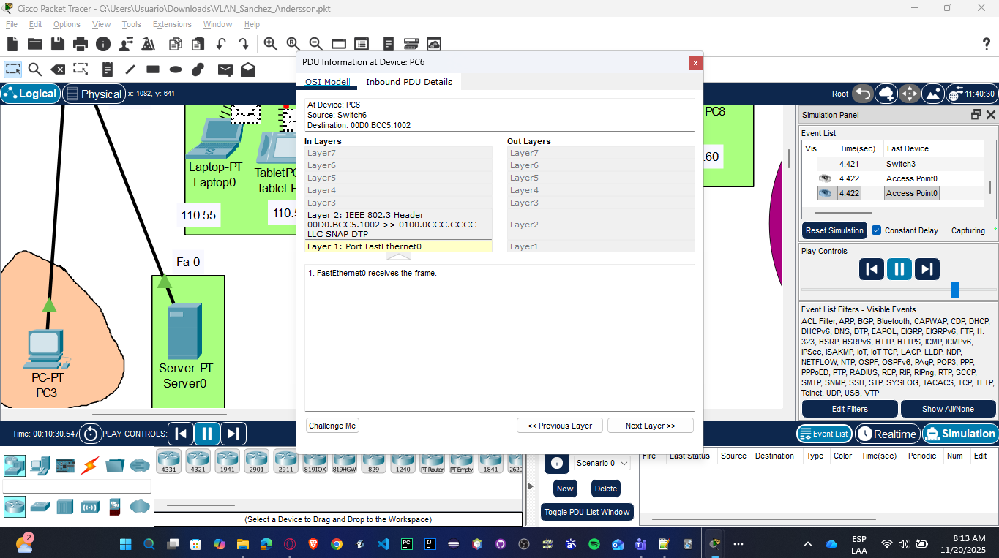 Cisco Packet Tracer - C:\Users\Usuario\Downloads\VLAN_Sanchez_Andersson.pkt
File Edit Options View Tools Extensions Window Help
Logical Physical x: 1082, y: 641
Root 11:40:30
PDU Information at Device: PC6
x
OSI Model Inbound PDU Details
At Device: PC6
Source: Switch6
Destination: 00D0.BCC5.1002
In Layers Out Layers
Layer7 Layer7
Layer6 Layer6
Layer5 Layer5
Layer4 Layer4
Layer3 Layer3
Layer 2: IEEE 802.3 Header
00D0.BCC5.1002 >> 0100.0CCC.CCCC
LLC SNAP DTP
Layer2
Layer 1: Port FastEthernet0 Layer1
1. FastEthernet0 receives the frame.
Challenge Me << Previous Layer Next Layer >>
Laptop-PT
Laptop0
TabletPC
Tablet P
110.55
110.5
Fa 0
PC-PT
PC3
Server-PT
Server0
PC8
.60
Simulation Panel
Event List
Vis. Time(sec) Last Device
4.421 Switch3
4.422 Access Point0
4.422 Access Point0
Reset Simulation Constant Delay Capturing... *
Play Controls
Event List Filters - Visible Events
ACL Filter, ARP, BGP, Bluetooth, CAPWAP, CDP, DHCP,
DHCPv6, DNS, DTP, EAPOL, EIGRP, EIGRPv6, FTP, H.
323, HSRP, HSRPv6, HTTP, HTTPS, ICMP, ICMPv6,
IPSec, ISAKMP, IoT, IoT TCP, LACP, LLDP, NDP,
NETFLOW, NTP, OSPF, OSPFv6, PAgP, POP3, PPP,
PPPoED, PTP, RADIUS, REP, RIP, RIPng, RTP, SCCP,
SMTP, SNMP, SSH, STP, SYSLOG, TACACS, TCP, TFTP,
Telnet, UDP, USB, VTP
Edit Filters Show All/None
Time: 00:10:30.547 PLAY CONTROLS:
Event List Realtime Simulation
4331 4321 1941 2901 2911 819IOX 819HGW 829 1240 PT-Router PT-Empty 1841 2620
(Select a Device to Drag and Drop to the Workspace)
Scenario 0
New Delete
Toggle PDU List Window
Fire Last Status Source Destination Type Color Time(sec) Periodic Num Edit
2
ESP
LAA
8:13 AM
11/20/2025